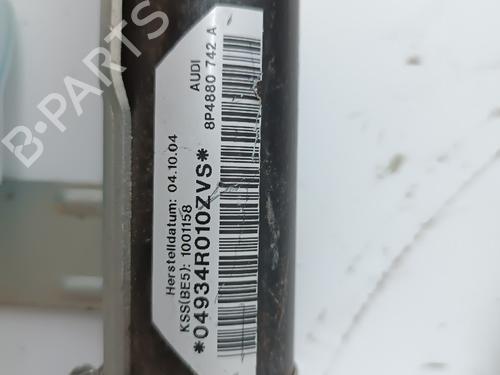 AUDI
8P4880 742 A
Herstelldatum: 04.10.04
KSS(BE5): 1001158
*04934R010ZVS*
B-PARTS